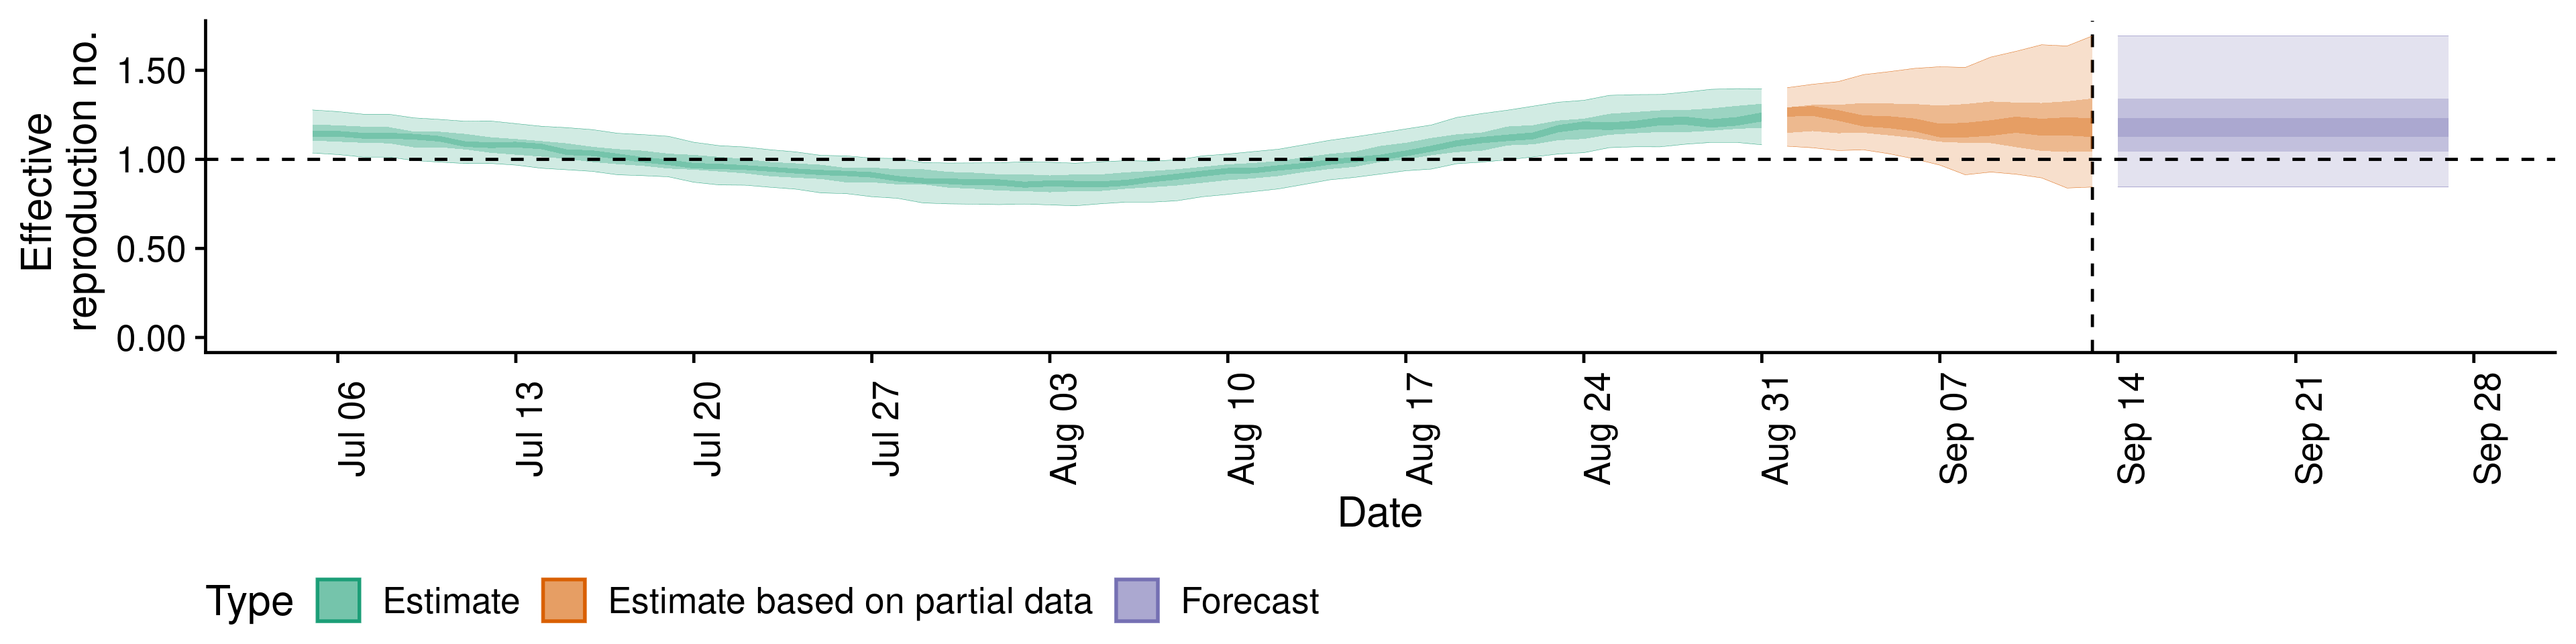 Effective
reproduction no.
1.50
1.00
0.50
0.00
Jul 06
Jul 13
Jul 20
Jul 27
Aug 03
Aug 10
Aug 17
Aug 24
Aug 31
Sep 07
Sep 14
Sep 21
Sep 28
Date
Type Estimate Estimate based on partial data Forecast